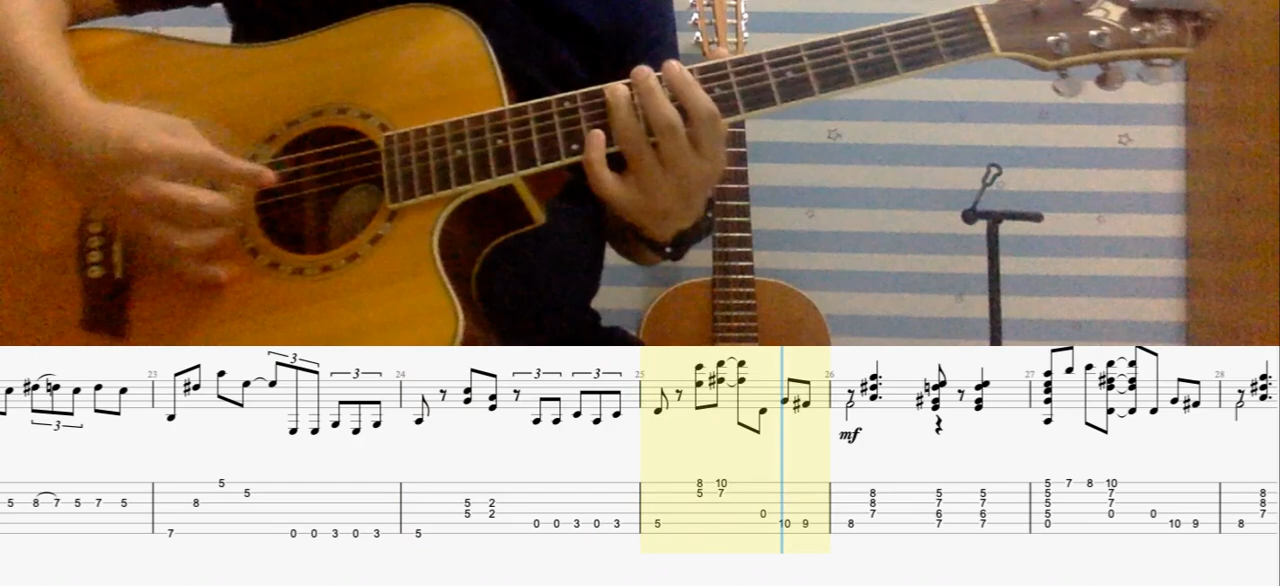 3 3 3 3
23 24 25 26 27 28
3
mf
5 8 10 5 7 8 10
5 5 7 8 5 5 5 7 8
5 8 7 5 7 5 8 5 2 8 7 5 5 7 8
5 2 0 7 6 6 5 0 0 7
0 0 3 0 3 5 10 9 8 7 7 0 10 9 8
7 0 0 3 0 3 5